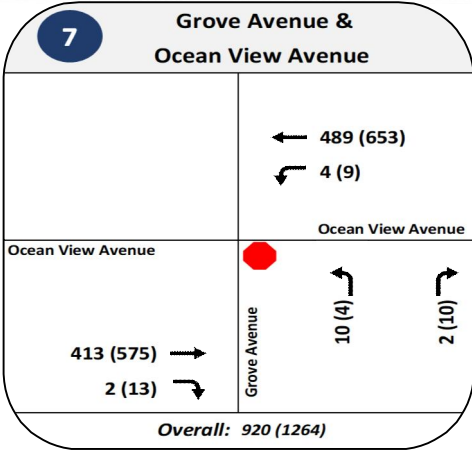 7
Grove Avenue &
Ocean View Avenue
489 (653)
4 (9)
Ocean View Avenue
Ocean View Avenue
413 (575)
2 (13)
Grove Avenue
10 (4)
2 (10)
Overall: 920 (1264)